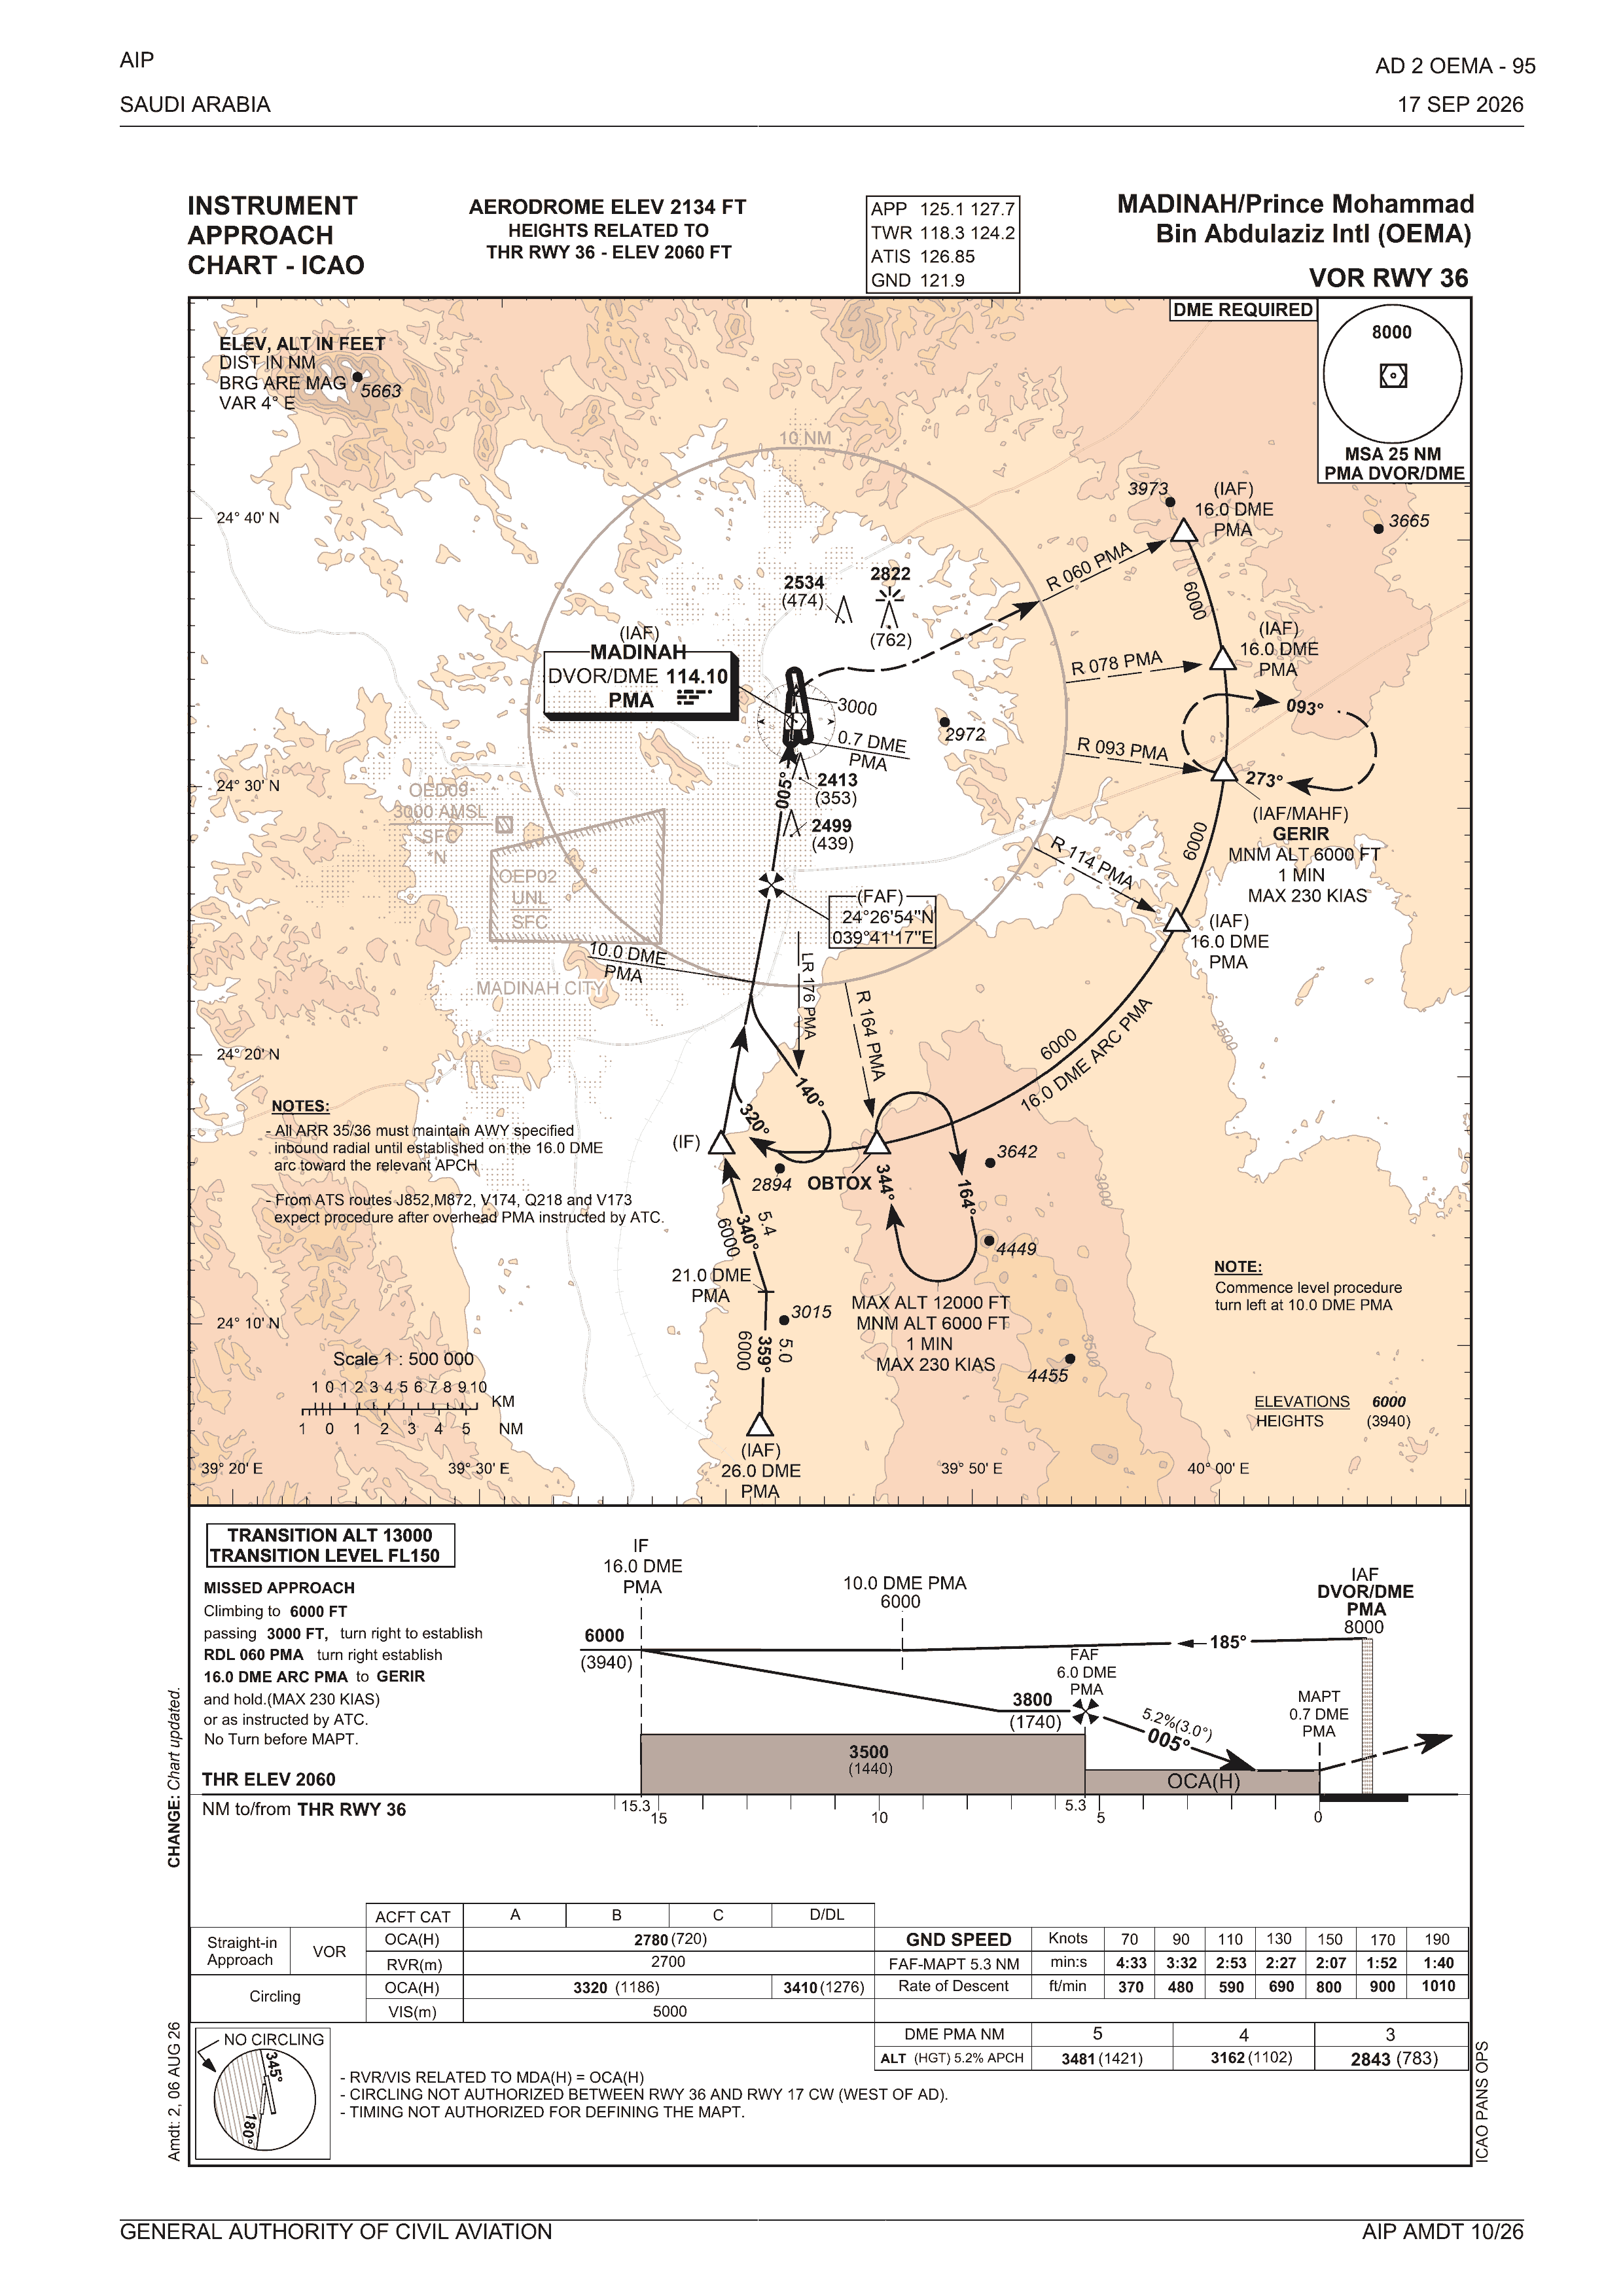 AIP
AD 2 OEMA - 95
SAUDI ARABIA
17 SEP 2026
INSTRUMENT
APPROACH
CHART - ICAO
AERODROME ELEV 2134 FT
HEIGHTS RELATED TO
THR RWY 36 - ELEV 2060 FT
APP 125.1 127.7
TWR 118.3 124.2
ATIS 126.85
GND 121.9
MADINAH/Prince Mohammad
Bin Abdulaziz Intl (OEMA)
VOR RWY 36
DME REQUIRED
8000
MSA 25 NM
PMA DVOR/DME
ELEV, ALT IN FEET
DIST IN NM
BRG ARE MAG
VAR 4° E
5663
10 NM
3973
(IAF)
16.0 DME
PMA
3665
24° 40' N
R 060 PMA
6000
2534
(474)
2822
(762)
(IAF)
MADINAH
DVOR/DME 114.10
PMA
(IAF)
16.0 DME
PMA
R 078 PMA
3000
0.7 DME
PMA
2972
093°
R 093 PMA
273°
(IAF/MAHF)
GERIR
MNM ALT 6000 FT
1 MIN
MAX 230 KIAS
24° 30' N
005°
2413
(353)
2499
(439)
OED09
3000 AMSL
SFC
*N
OEP02
UNL
SFC
6000
R 114 PMA
(IAF)
16.0 DME
PMA
(FAF)
24°26'54"N
039°41'17"E
10.0 DME
PMA
MADINAH CITY
LR 176 PMA
R 164 PMA
6000
16.0 DME ARC PMA
2500
24° 20' N
140°
320°
NOTES:
- All ARR 35/36 must maintain AWY specified
inbound radial until established on the 16.0 DME
arc toward the relevant APCH
- From ATS routes J852,M872, V174, Q218 and V173
expect procedure after overhead PMA instructed by ATC.
(IF)
2894
OBTOX
344°
164°
3642
3000
4449
5.4
340°
6000
21.0 DME
PMA
3015
MAX ALT 12000 FT
MNM ALT 6000 FT
1 MIN
MAX 230 KIAS
NOTE:
Commence level procedure
turn left at 10.0 DME PMA
24° 10' N
5.0
359°
6000
3500
4455
Scale 1 : 500 000
1 0 1 2 3 4 5 6 7 8 9 10
KM
1 0 1 2 3 4 5 NM
ELEVATIONS 6000
HEIGHTS (3940)
(IAF)
26.0 DME
PMA
39° 20' E
39° 30' E
39° 50' E
40° 00' E
TRANSITION ALT 13000
TRANSITION LEVEL FL150
MISSED APPROACH
Climbing to 6000 FT
passing 3000 FT, turn right to establish
RDL 060 PMA turn right establish
16.0 DME ARC PMA to GERIR
and hold.(MAX 230 KIAS)
or as instructed by ATC.
No Turn before MAPT.
THR ELEV 2060
NM to/from THR RWY 36
IF
16.0 DME
PMA
10.0 DME PMA
6000
IAF
DVOR/DME
PMA
8000
6000
(3940)
185°
FAF
6.0 DME
PMA
3800
(1740)
5.2%(3.0°)
005°
MAPT
0.7 DME
PMA
3500
(1440)
OCA(H)
15.3
15
10
5.3
5
0
CHANGE: Chart updated.
ACFT CAT A B C D/DL
Straight-in
Approach
VOR
OCA(H) 2780 (720)
RVR(m) 2700
Circling
OCA(H) 3320 (1186) 3410 (1276)
VIS(m) 5000
GND SPEED Knots 70 90 110 130 150 170 190
FAF-MAPT 5.3 NM min:s 4:33 3:32 2:53 2:27 2:07 1:52 1:40
Rate of Descent ft/min 370 480 590 690 800 900 1010
DME PMA NM 5 4 3
ALT (HGT) 5.2% APCH 3481 (1421) 3162 (1102) 2843 (783)
NO CIRCLING
345°
180°
- RVR/VIS RELATED TO MDA(H) = OCA(H)
- CIRCLING NOT AUTHORIZED BETWEEN RWY 36 AND RWY 17 CW (WEST OF AD).
- TIMING NOT AUTHORIZED FOR DEFINING THE MAPT.
Amdt: 2, 06 AUG 26
ICAO PANS OPS
GENERAL AUTHORITY OF CIVIL AVIATION
AIP AMDT 10/26